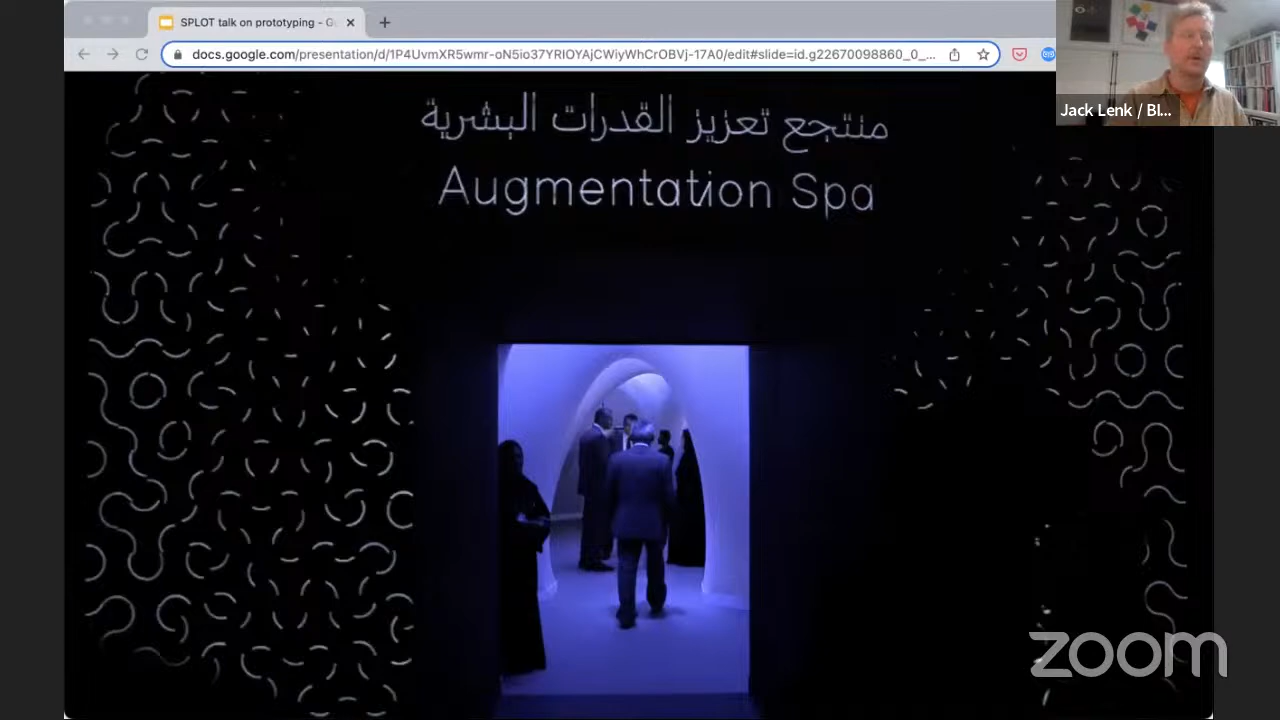 SPLOT talk on prototyping - G
docs.google.com/presentation/d/1P4UvmXR5wmr-oN5io37YRIOYAjCWiyWhCrOBVj-17A0/edit#slide=id.g22670098860_0_...
Jack Lenk / Bl...
منتجع تعزيز القدرات البشرية
Augmentation Spa
zoom